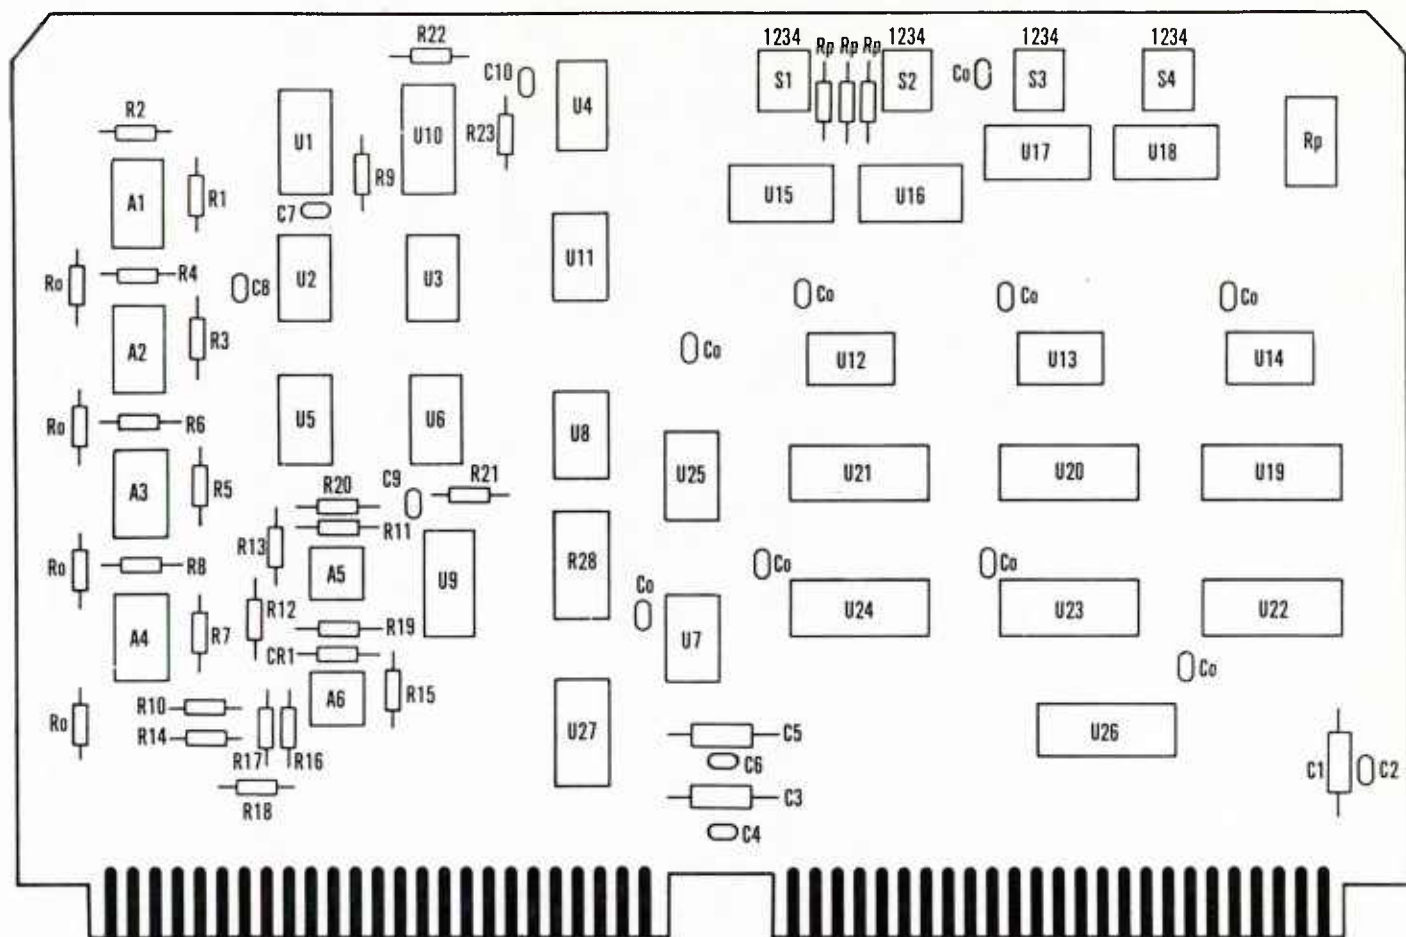 R22
1234
Rp
Rp
Rp
1234
1234
1234
C10
Co
S1
S2
S3
S4
R2
U4
U1
U10
R23
U17
U18
Rp
R9
A1
R1
U15
U16
C7
U11
Ro
R4
C8
U2
U3
Co
Co
Co
A2
R3
Co
U12
U13
U14
Ro
R6
U5
U6
U8
U25
U21
U20
U19
A3
R5
C9
R20
R21
R11
R13
Ro
R8
A5
U9
R28
Co
Co
Co
R12
U24
U23
U22
A4
R7
R19
U7
CR1
Co
A6
R15
R10
Ro
R14
U27
C5
U26
R17
R16
C6
C1
C2
R18
C3
C4